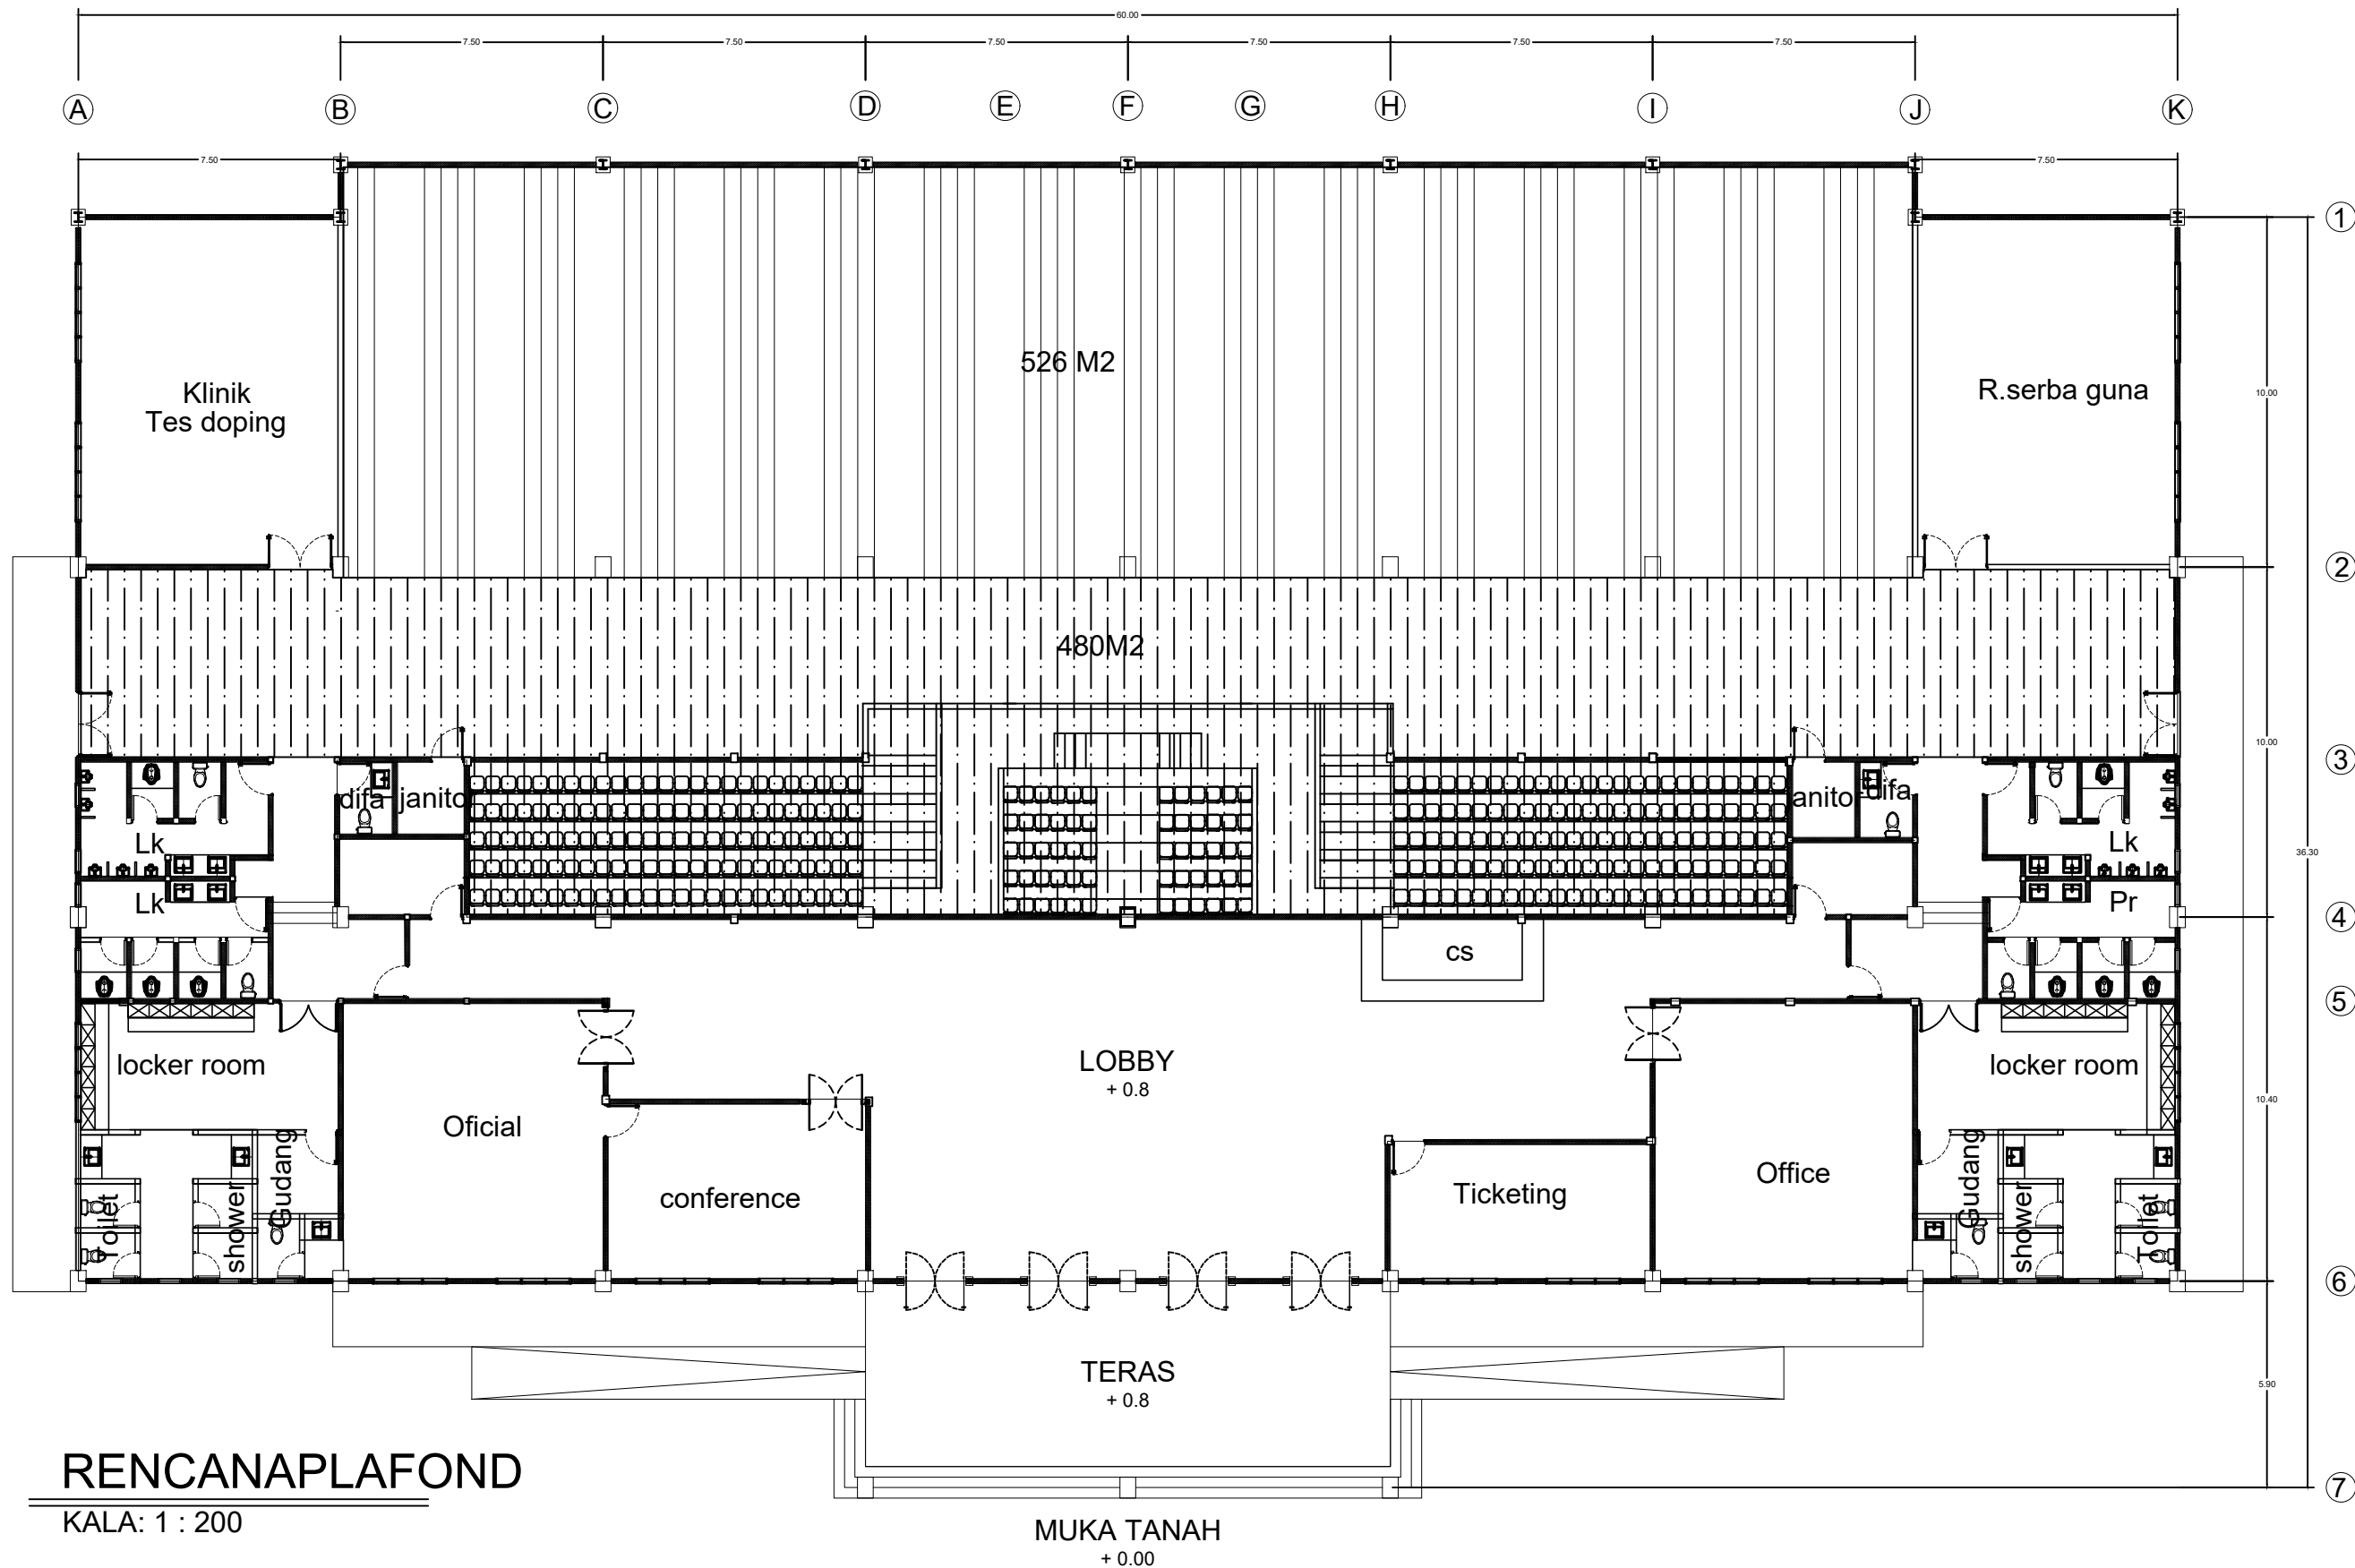 60.00
7.50 7.50 7.50 7.50 7.50 7.50
A B C D E F G H I J K
7.50 7.50
1
526 M2
Klinik
Tes doping
R.serba guna
10.00
2
480M2
10.00
3
difa janito
anito difa
Lk
Lk
36.30
Lk
Pr
4
cs
5
locker room
LOBBY
+ 0.8
locker room
10.40
Oficial
Gudang
Gudang
conference
Ticketing
Office
Toilet
shower
shower
Toilet
6
TERAS
+ 0.8
5.90
RENCANAPLAFOND
KALA: 1 : 200
7
MUKA TANAH
+ 0.00